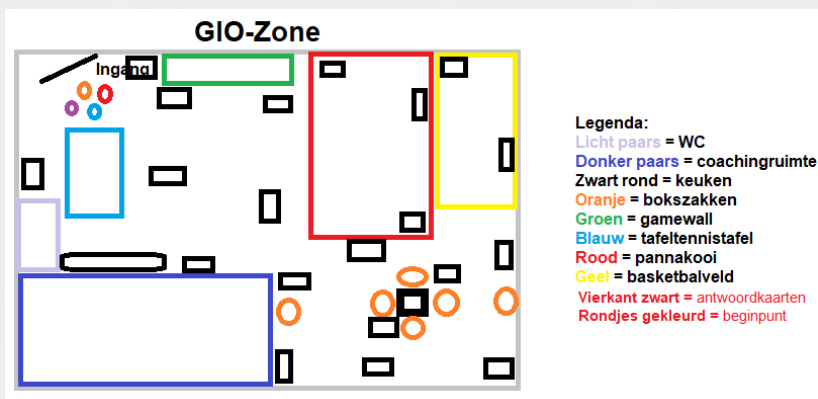 GIO-Zone
Ingang
Legenda:
Licht paars = WC
Donker paars = coachingruimte
Zwart rond = keuken
Oranje = bokszakken
Groen = gamewall
Blauw = tafeltennistafel
Rood = pannakooi
Geel = basketbalveld
Vierkant zwart = antwoordkaarten
Rondjes gekleurd = beginpunt